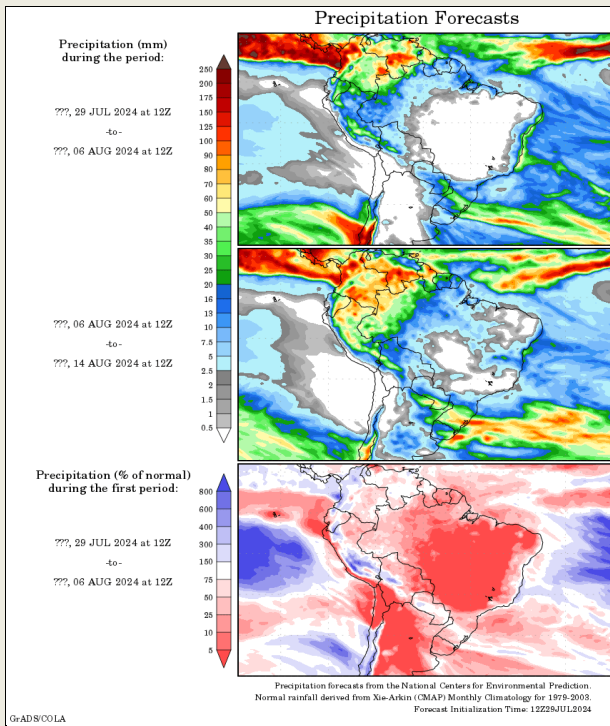 Precipitation Forecasts
Precipitation (mm)
during the period:
???, 29 JUL 2024 at 12Z
-to-
???, 06 AUG 2024 at 12Z
250
200
175
150
125
100
90
80
70
60
50
40
35
30
25
20
16
13
10
7.5
5
2.5
2
1.5
1
0.5
???, 06 AUG 2024 at 12Z
-to-
???, 14 AUG 2024 at 12Z
Precipitation (% of normal)
during the first period:
???, 29 JUL 2024 at 12Z
-to-
???, 06 AUG 2024 at 12Z
800
600
400
300
150
75
50
25
10
5
Precipitation forecasts from the National Centers for Environmental Prediction.
Normal rainfall derived from Xie-Arkin (CMAP) Monthly Climatology for 1979-2003.
Forecast Initialization Time: 12Z29JUL2024
GrADS/COLA